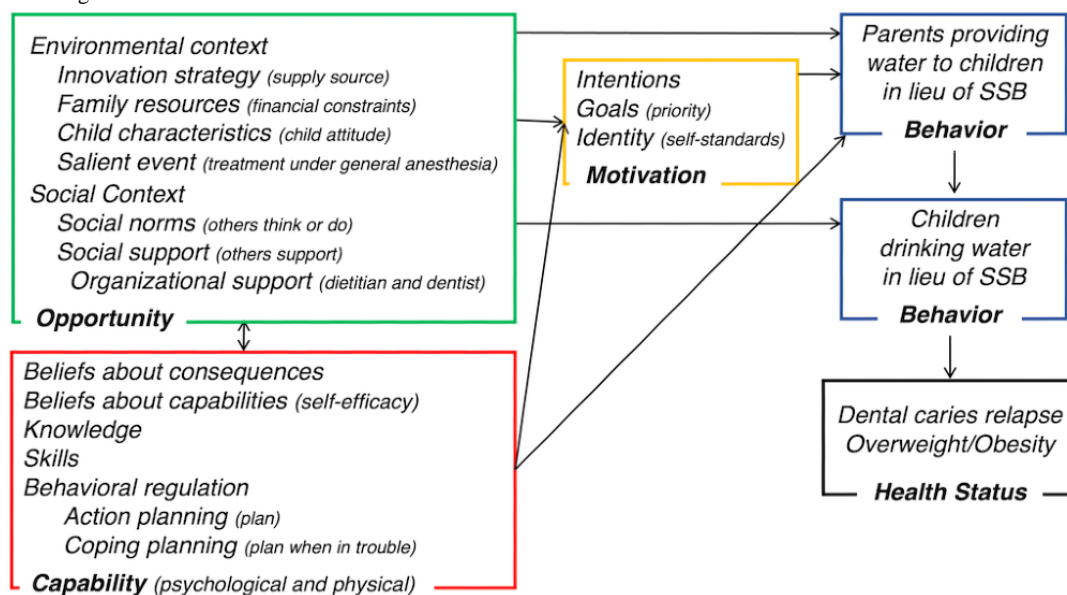 Environmental context
Innovation strategy (supply source)
Family resources (financial constraints)
Child characteristics (child attitude)
Salient event (treatment under general anesthesia)
Social Context
Social norms (others think or do)
Social support (others support)
Organizational support (dietitian and dentist)
Opportunity
Beliefs about consequences
Beliefs about capabilities (self-efficacy)
Knowledge
Skills
Behavioral regulation
Action planning (plan)
Coping planning (plan when in trouble)
Capability (psychological and physical)
Intentions
Goals (priority)
Identity (self-standards)
Motivation
Parents providing
water to children
in lieu of SSB
Behavior
Children
drinking water
in lieu of SSB
Behavior
Dental caries relapse
Overweight/Obesity
Health Status